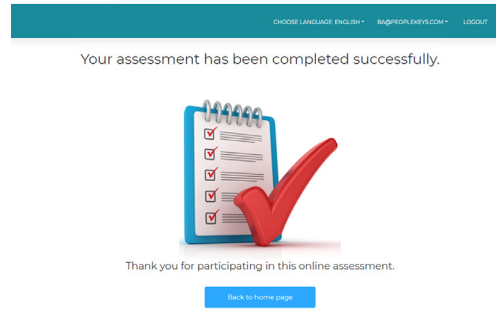 CHOOSE LANGUAGE: ENGLISH BA@PEOPLEKEYS.COM LOGOUT
Your assessment has been completed successfully.
Thank you for participating in this online assessment.
Back to home page